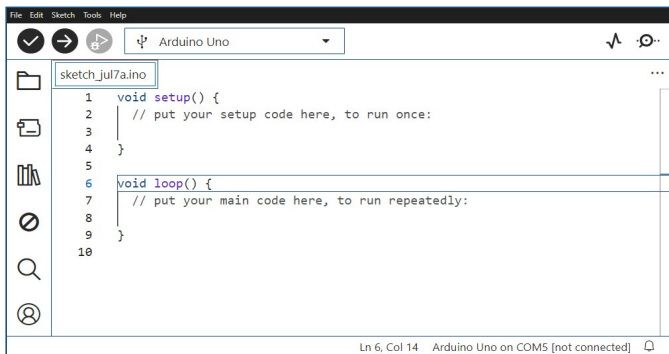 File Edit Sketch Tools Help
Arduino Uno
sketch_jul7a.ino
1 void setup() {
2 // put your setup code here, to run once:
3
4 }
5
6 void loop() {
7 // put your main code here, to run repeatedly:
8
9 }
10
Ln 6, Col 14 Arduino Uno on COM5 [not connected]